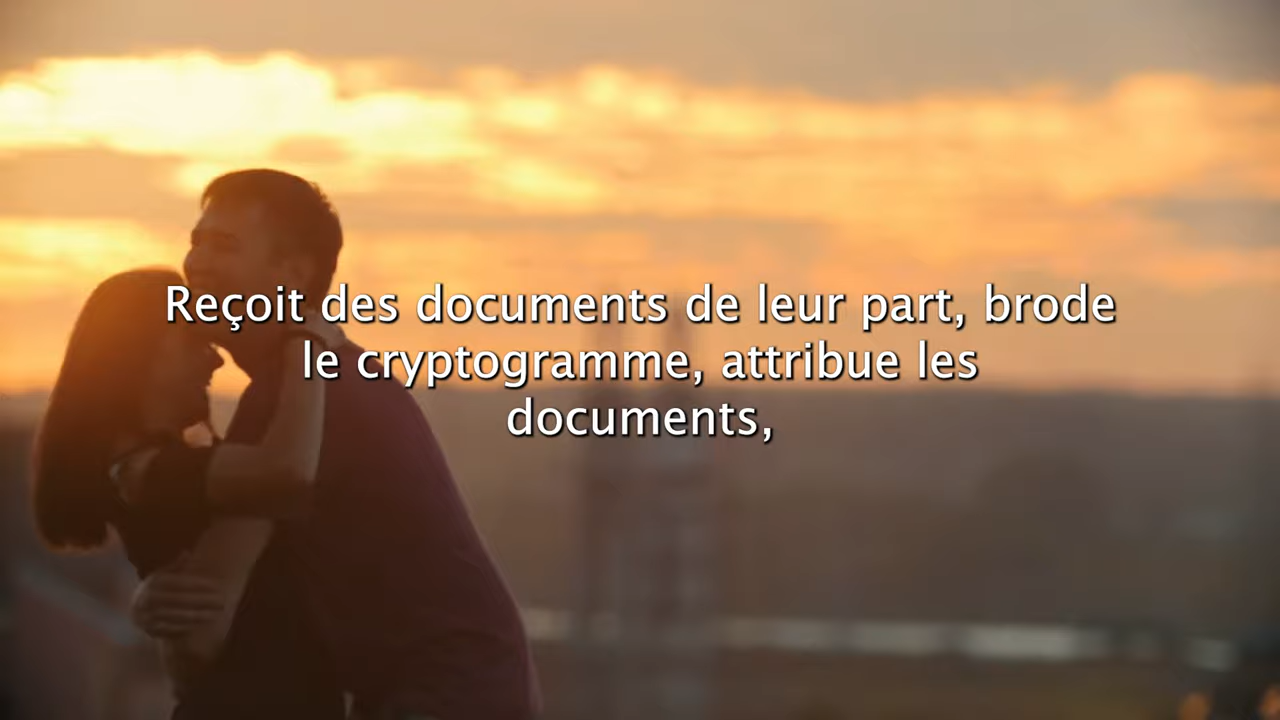 Reçoit des documents de leur part, brode
le cryptogramme, attribue les
documents,